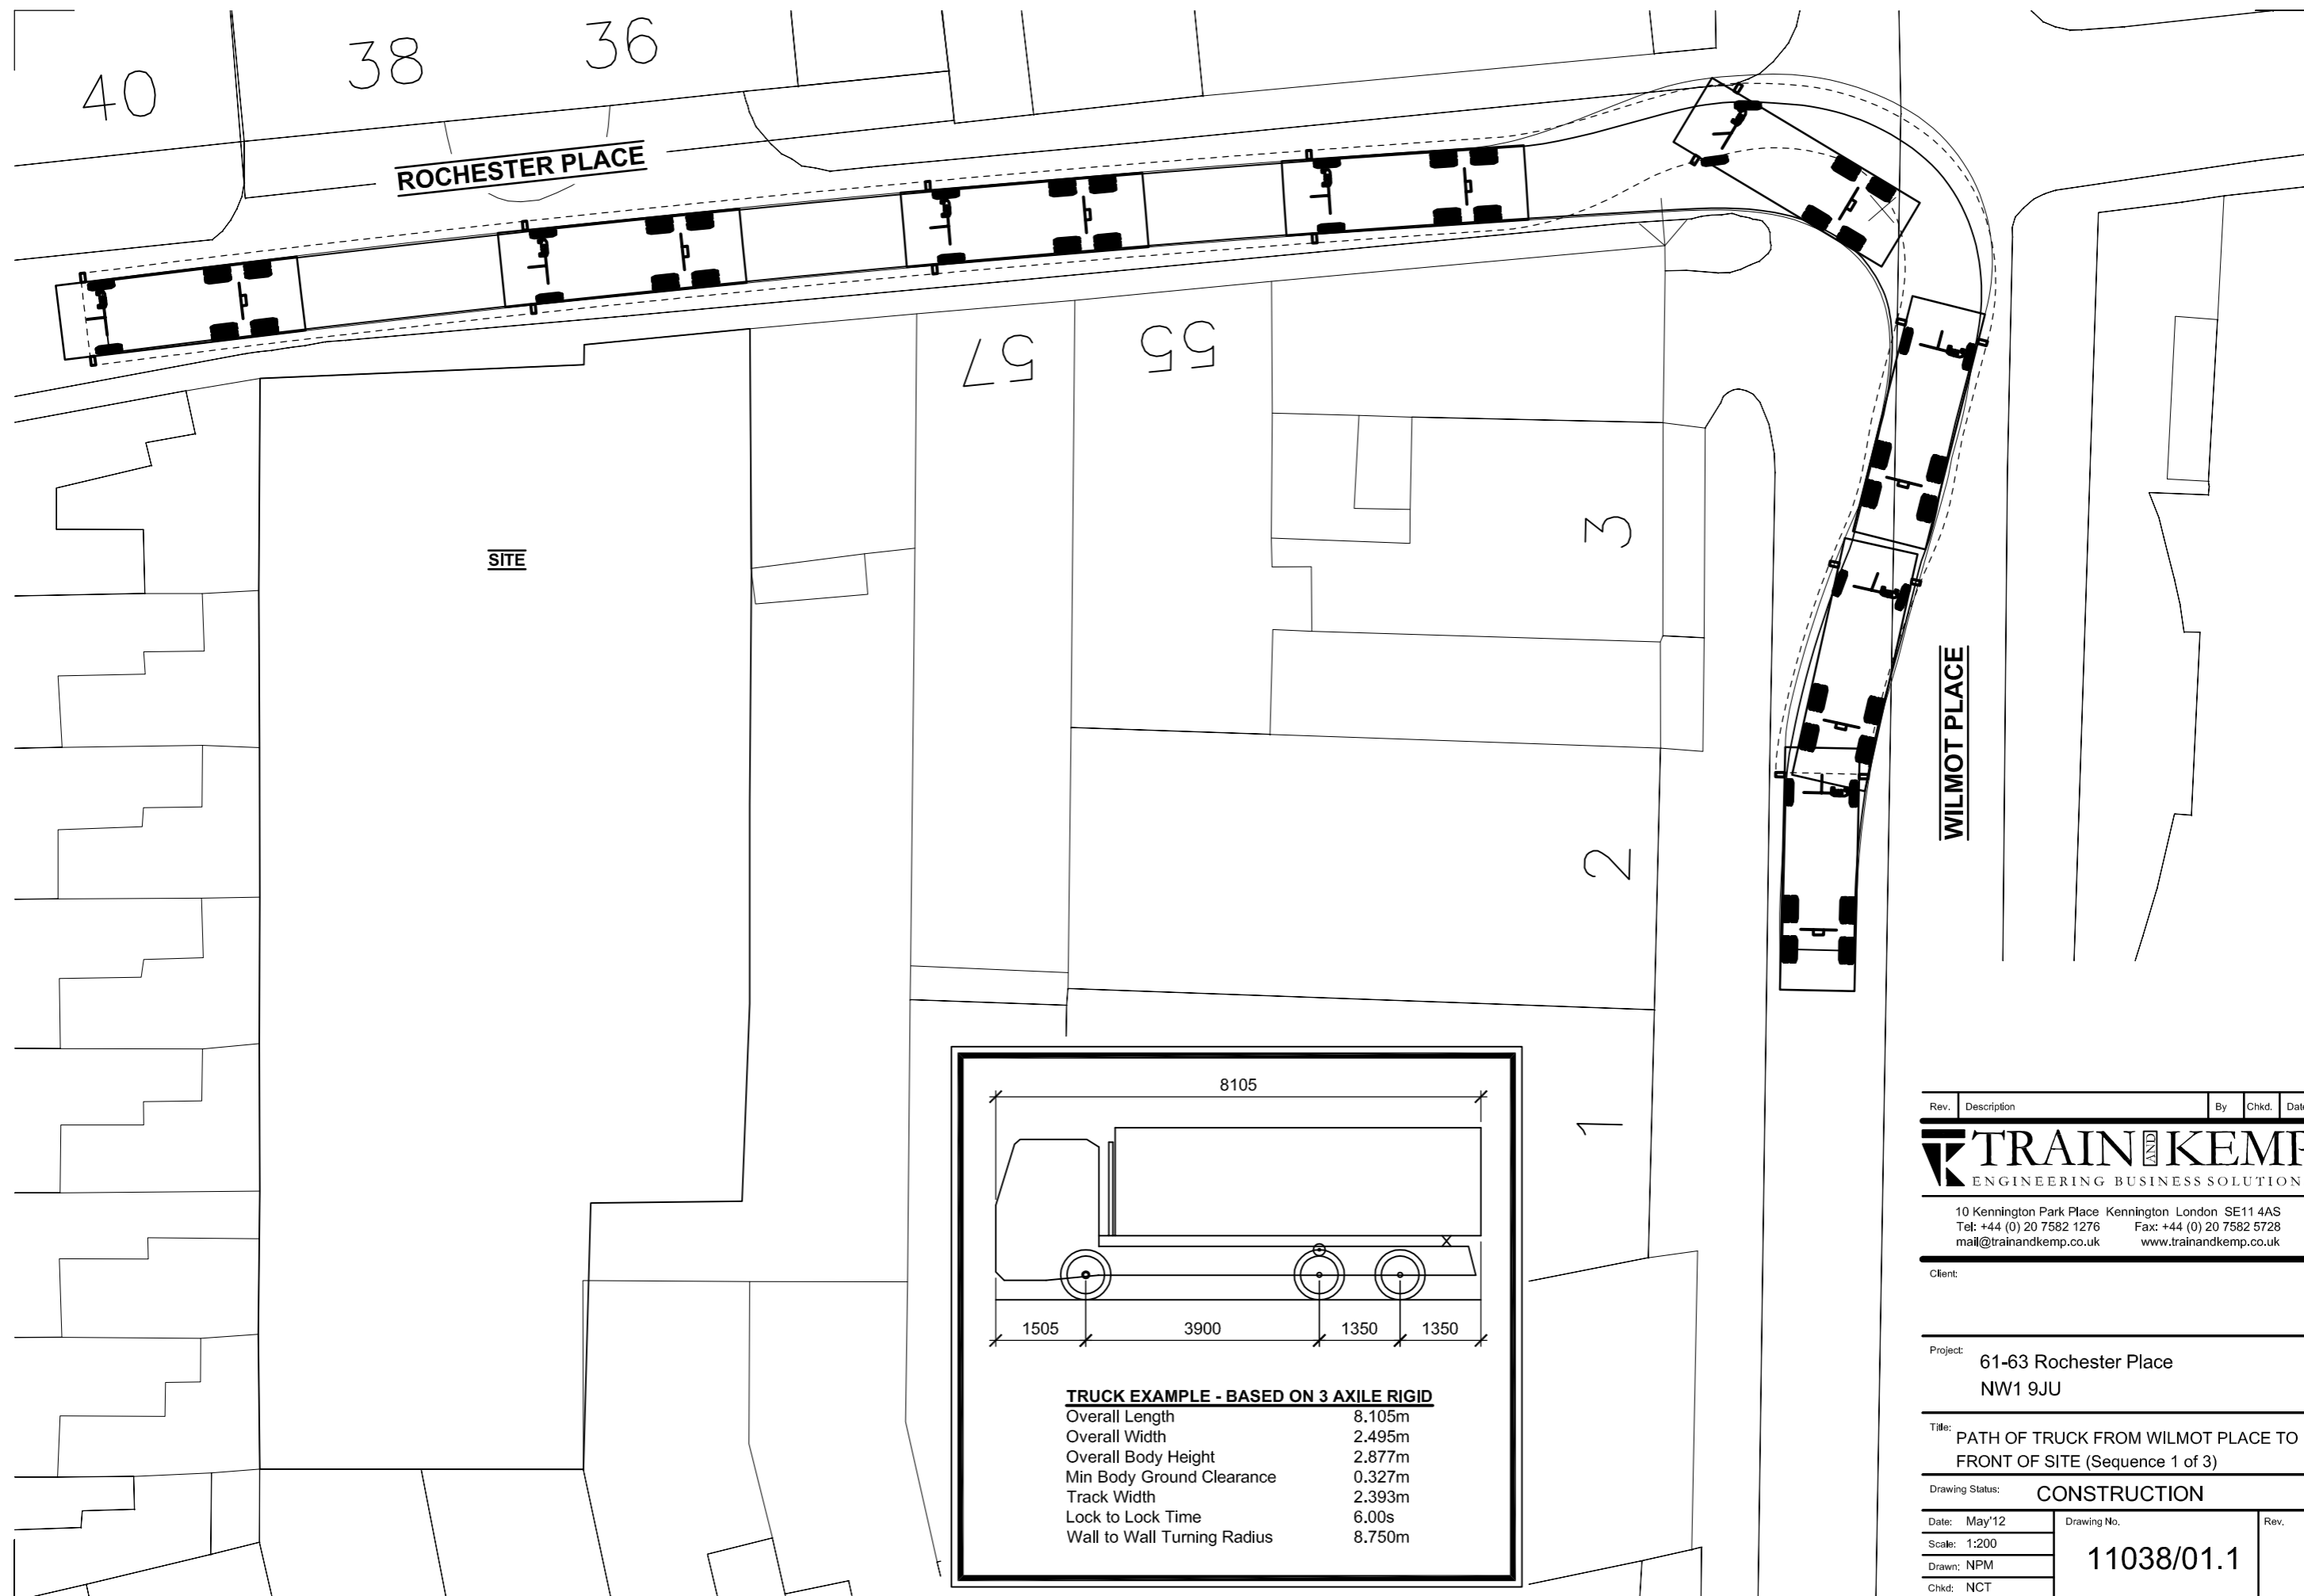 40
38
36
ROCHESTER PLACE
57
55
SITE
3
WILMOT PLACE
2
1
8105
1505 3900 1350 1350
TRUCK EXAMPLE - BASED ON 3 AXILE RIGID
Overall Length 8.105m
Overall Width 2.495m
Overall Body Height 2.877m
Min Body Ground Clearance 0.327m
Track Width 2.393m
Lock to Lock Time 6.00s
Wall to Wall Turning Radius 8.750m
Rev. Description By Chkd. Date
TRAIN AND KEMP
ENGINEERING BUSINESS SOLUTION
10 Kennington Park Place Kennington London SE11 4AS
Tel: +44 (0) 20 7582 1276 Fax: +44 (0) 20 7582 5728
mail@trainandkemp.co.uk www.trainandkemp.co.uk
Client:
Project: 61-63 Rochester Place
NW1 9JU
Title: PATH OF TRUCK FROM WILMOT PLACE TO
FRONT OF SITE (Sequence 1 of 3)
Drawing Status: CONSTRUCTION
Date: May'12 Drawing No. Rev.
Scale: 1:200
11038/01.1
Drawn: NPM
Chkd: NCT